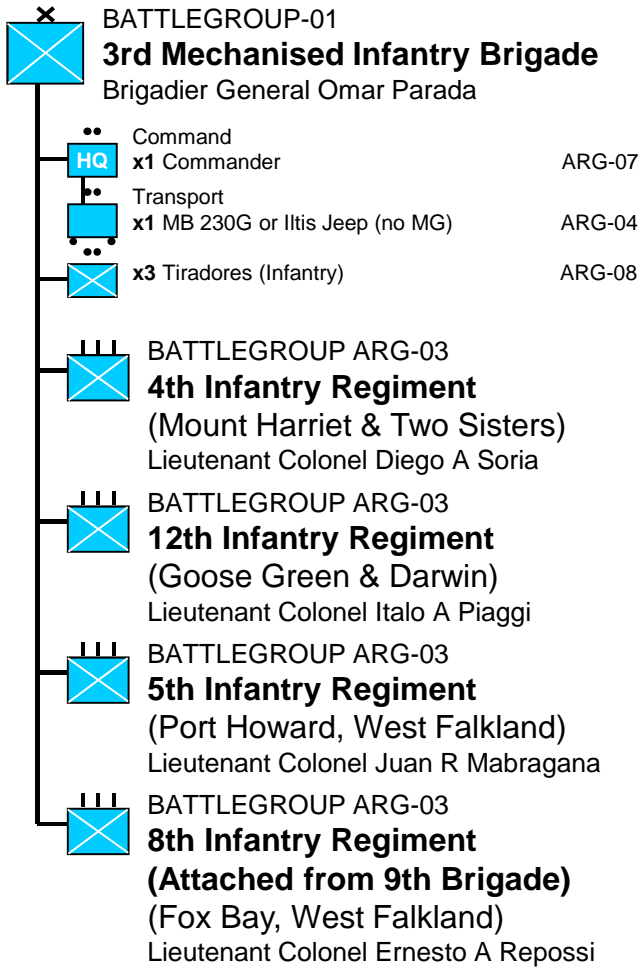 BATTLEGROUP-01
3rd Mechanised Infantry Brigade
Brigadier General Omar Parada
Command
HQ x1 Commander ARG-07
Transport
x1 MB 230G or Iltis Jeep (no MG) ARG-04
x3 Tiradores (Infantry) ARG-08
BATTLEGROUP ARG-03
4th Infantry Regiment
(Mount Harriet & Two Sisters)
Lieutenant Colonel Diego A Soria
BATTLEGROUP ARG-03
12th Infantry Regiment
(Goose Green & Darwin)
Lieutenant Colonel Italo A Piaggi
BATTLEGROUP ARG-03
5th Infantry Regiment
(Port Howard, West Falkland)
Lieutenant Colonel Juan R Mabragana
BATTLEGROUP ARG-03
8th Infantry Regiment
(Attached from 9th Brigade)
(Fox Bay, West Falkland)
Lieutenant Colonel Ernesto A Repossi